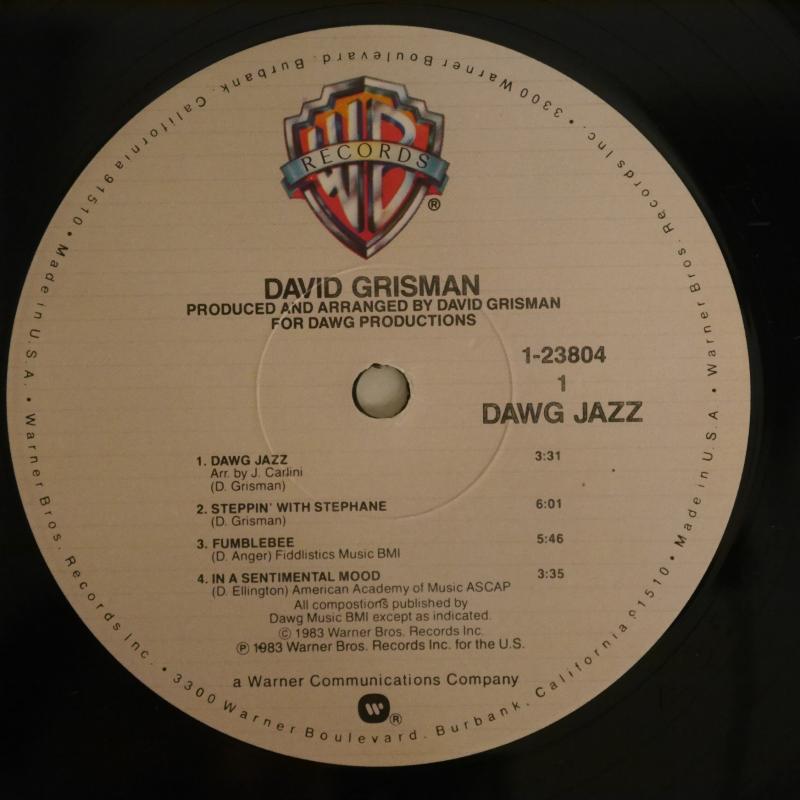 WB
RECORDS
®
DAVID GRISMAN
PRODUCED AND ARRANGED BY DAVID GRISMAN
FOR DAWG PRODUCTIONS
1-23804
1
DAWG JAZZ
1. DAWG JAZZ 3:31
Arr. by J. Carlini
(D. Grisman)
2. STEPPIN' WITH STEPHANE 6:01
(D. Grisman)
3. FUMBLEBEE 5:46
(D. Anger) Fiddlistics Music BMI
4. IN A SENTIMENTAL MOOD 3:35
(D. Ellington) American Academy of Music ASCAP
All compostions published by
Dawg Music BMI except as indicated.
© 1983 Warner Bros. Records Inc.
℗ 1983 Warner Bros. Records Inc. for the U.S.
a Warner Communications Company
®
Warner Bros. Records Inc. • 3300 Warner Boulevard. Burbank, California 91510 • Made in U.S.A. • Warner Bros. Records Inc. • 3300 Warner Boulevard. Burbank, California 91510 • Made in U.S.A. •